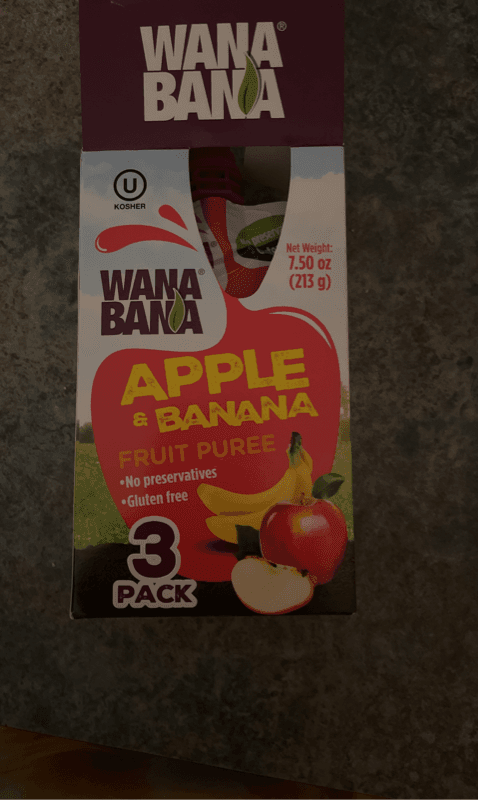 WANA®
BANA
U
KOSHER
Net Weight:
7.50 oz
(213 g)
WANA®
BANA
APPLE
& BANANA
FRUIT PUREE
•No preservatives
•Gluten free
3
PACK